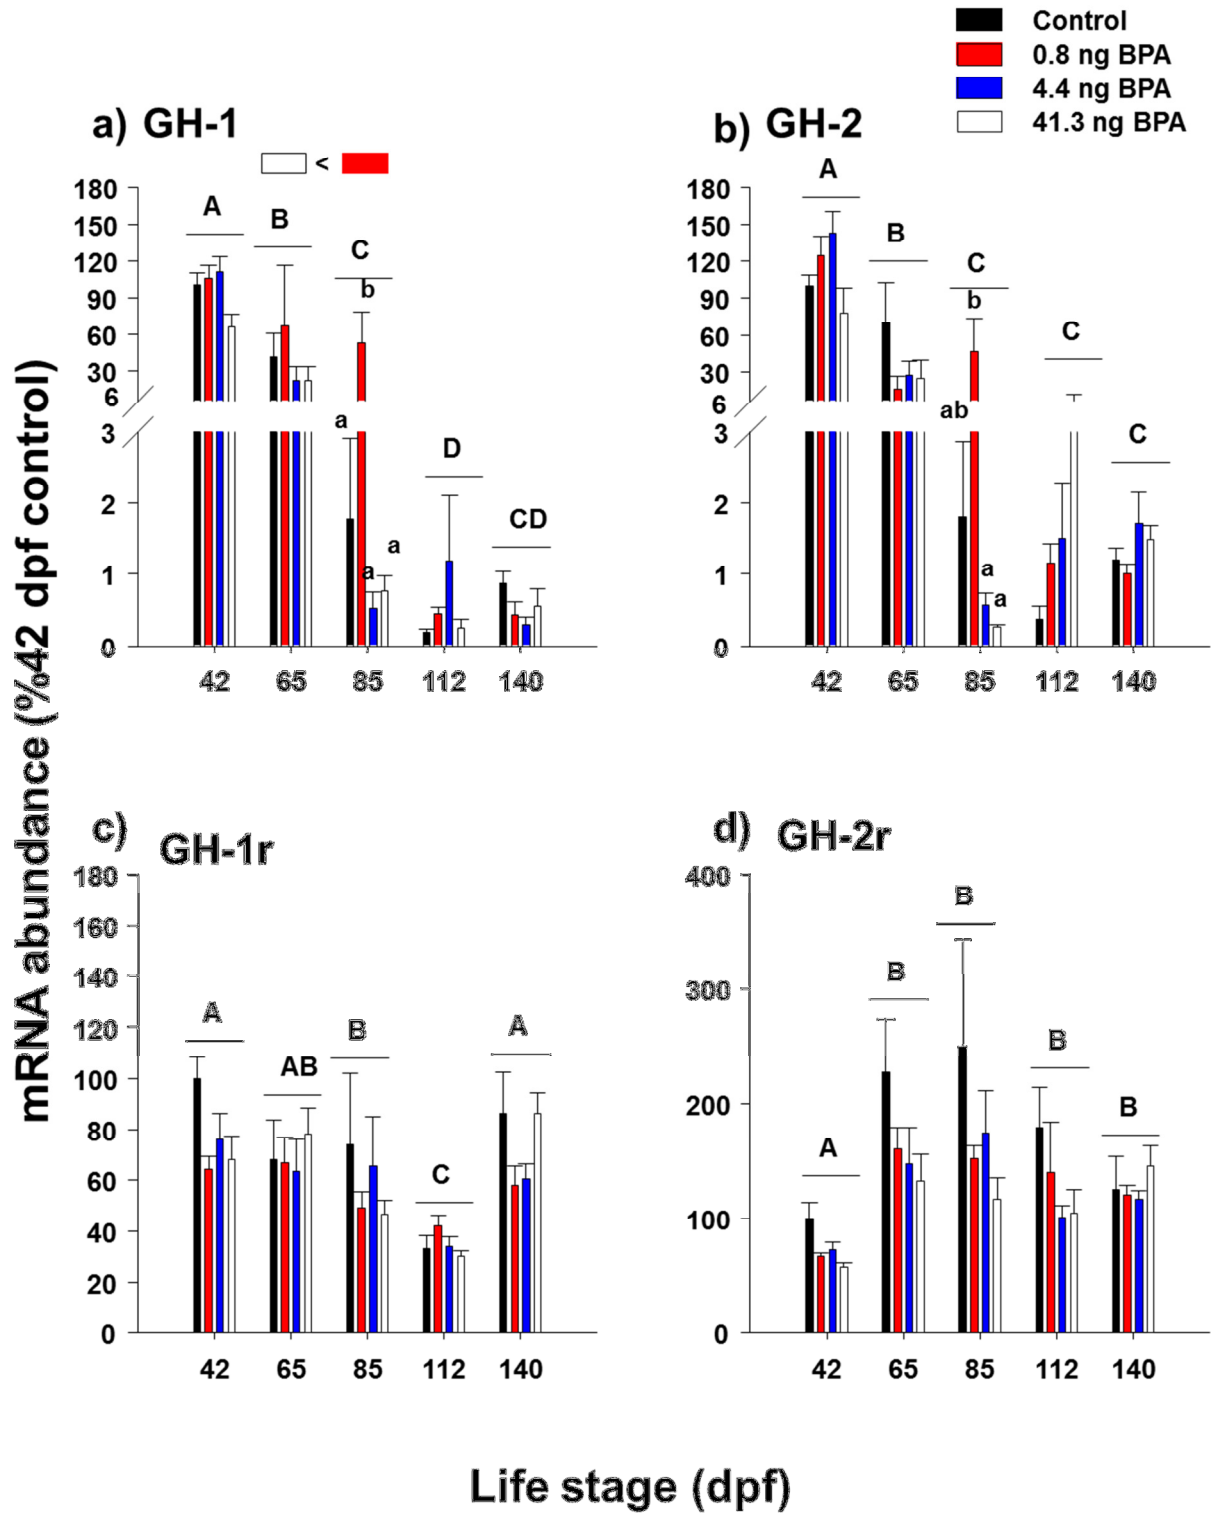 Control
0.8 ng BPA
4.4 ng BPA
41.3 ng BPA
a) GH-1
<
180
150
120
90
60
30
6
3
2
1
0
A
B
C
b
a
a
a
D
CD
42 65 85 112 140
b) GH-2
180
150
120
90
60
30
6
3
2
1
0
A
B
C
b
ab
a
a
C
C
42 65 85 112 140
mRNA abundance (%42 dpf control)
c) GH-1r
180
160
140
120
100
80
60
40
20
0
A
AB
B
C
A
42 65 85 112 140
d) GH-2r
400
300
200
100
0
A
B
B
B
B
42 65 85 112 140
Life stage (dpf)